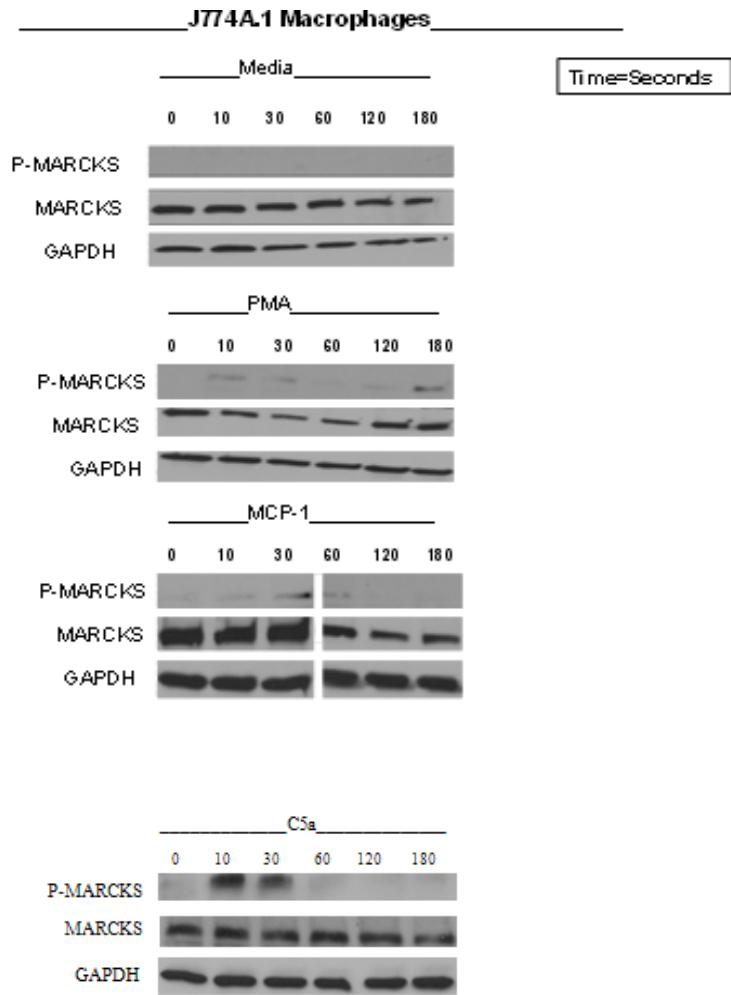 J774A.1 Macrophages
Media
Time=Seconds
0 10 30 60 120 180
P-MARCKS
MARCKS
GAPDH
PMA
0 10 30 60 120 180
P-MARCKS
MARCKS
GAPDH
MCP-1
0 10 30 60 120 180
P-MARCKS
MARCKS
GAPDH
C5a
0 10 30 60 120 180
P-MARCKS
MARCKS
GAPDH